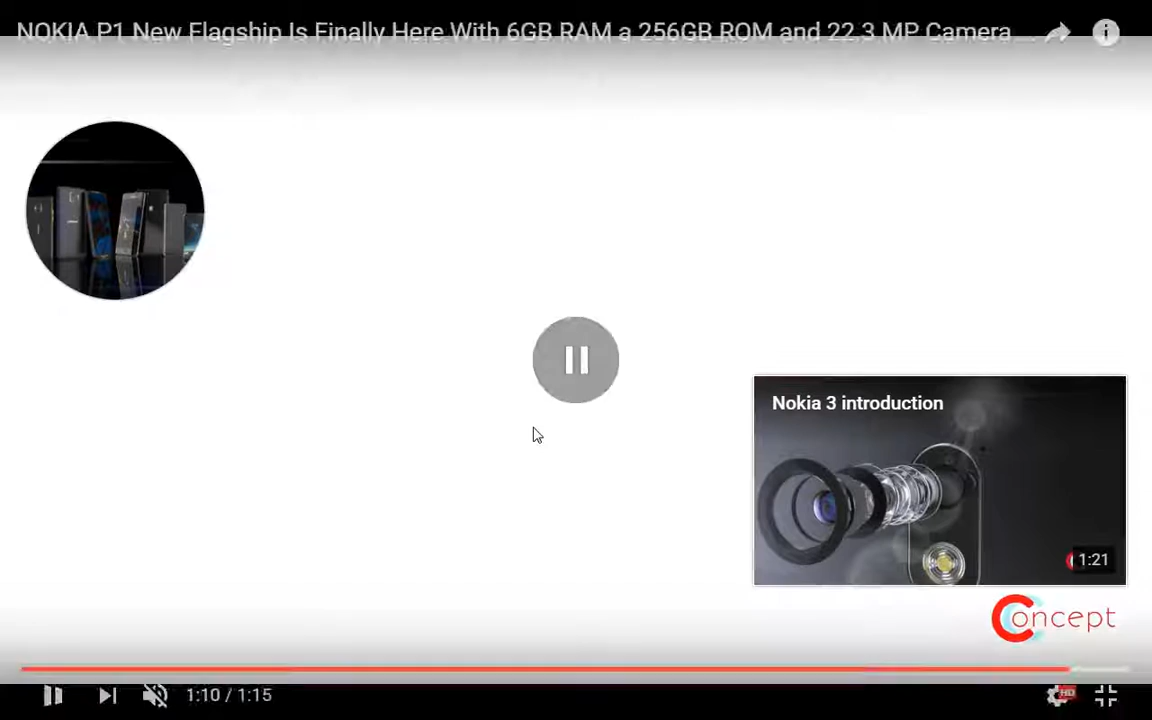 NOKIA P1 New Flagship Is Finally Here With 6GB RAM a 256GB ROM and 22.3 MP Camera ...
Nokia 3 introduction
1:21
Concept
1:10 / 1:15
HD